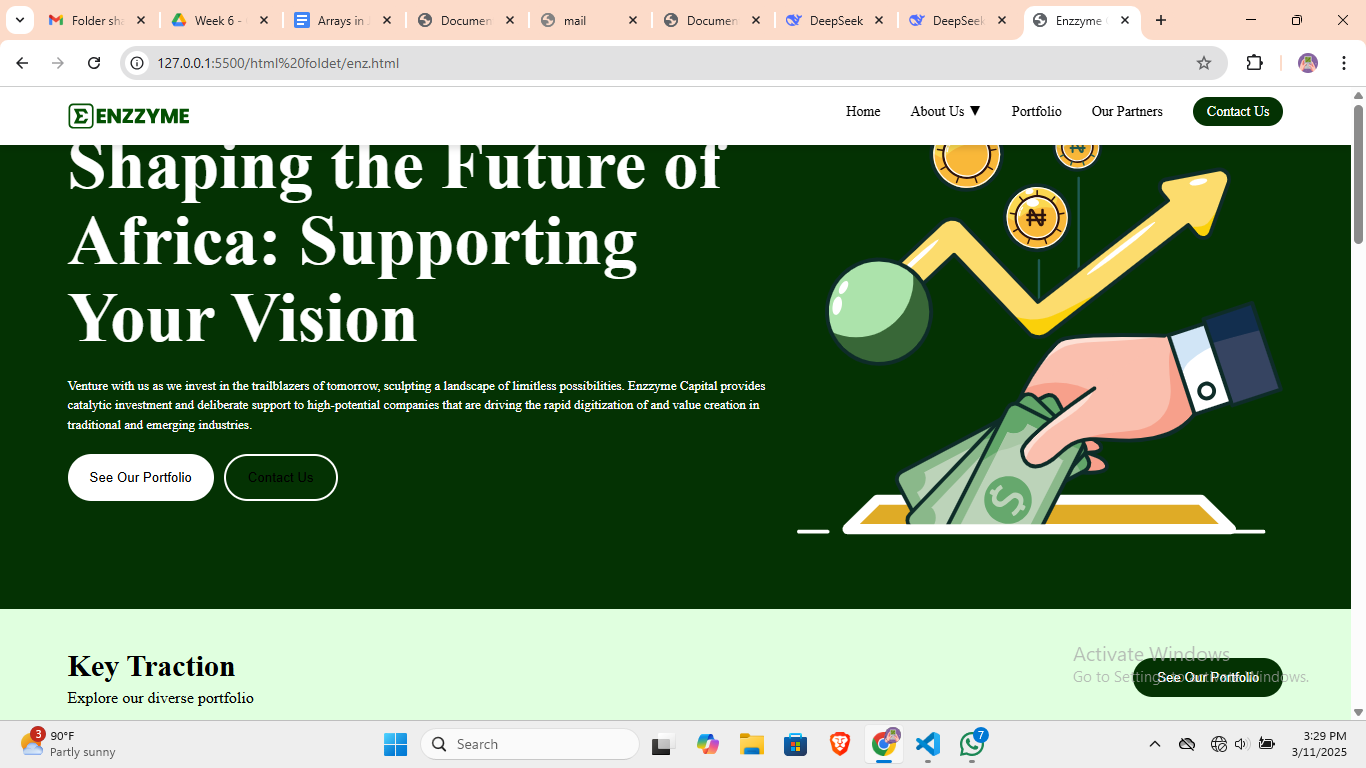 Folder sha
Week 6 -
Arrays in J
Documen
mail
Documen
DeepSeek
DeepSeek
Enzzyme
127.0.0.1:5500/html%20foldet/enz.html
Σ ENZZYME
Home
About Us ▼
Portfolio
Our Partners
Contact Us
Shaping the Future of
Africa: Supporting
Your Vision
Venture with us as we invest in the trailblazers of tomorrow, sculpting a landscape of limitless possibilities. Enzzyme Capital provides
catalytic investment and deliberate support to high-potential companies that are driving the rapid digitization of and value creation in
traditional and emerging industries.
See Our Portfolio
Contact Us
₦
₦
$
Key Traction
Explore our diverse portfolio
See Our Portfolio
Activate Windows
Go to Settings to activate Windows.
3
90°F
Partly sunny
Search
7
3:29 PM
3/11/2025